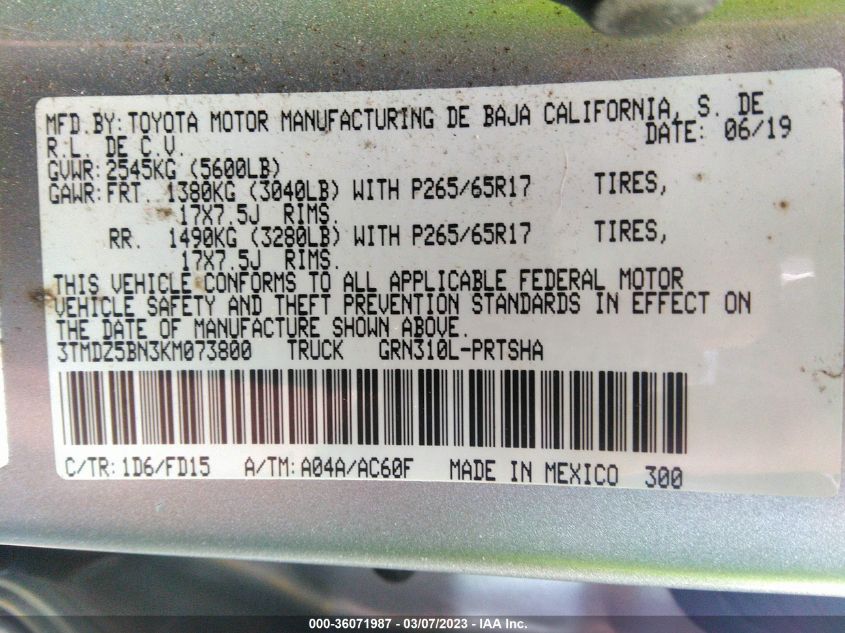 MFD.BY:TOYOTA MOTOR MANUFACTURING DE BAJA CALIFORNIA, S. DE
R.L. DE C.V. DATE: 06/19
GVWR:2545KG (5600LB)
GAWR:FRT. 1380KG (3040LB) WITH P265/65R17 TIRES,
17X7.5J RIMS.
RR. 1490KG (3280LB) WITH P265/65R17 TIRES,
17X7.5J RIMS.
THIS VEHICLE CONFORMS TO ALL APPLICABLE FEDERAL MOTOR
VEHICLE SAFETY AND THEFT PREVENTION STANDARDS IN EFFECT ON
THE DATE OF MANUFACTURE SHOWN ABOVE.
3TMDZ5BN3KM073800 TRUCK GRN310L-PRTSHA
C/TR:1D6/FD15 A/TM:A04A/AC60F MADE IN MEXICO 300
000-36071987 - 03/07/2023 - IAA Inc.